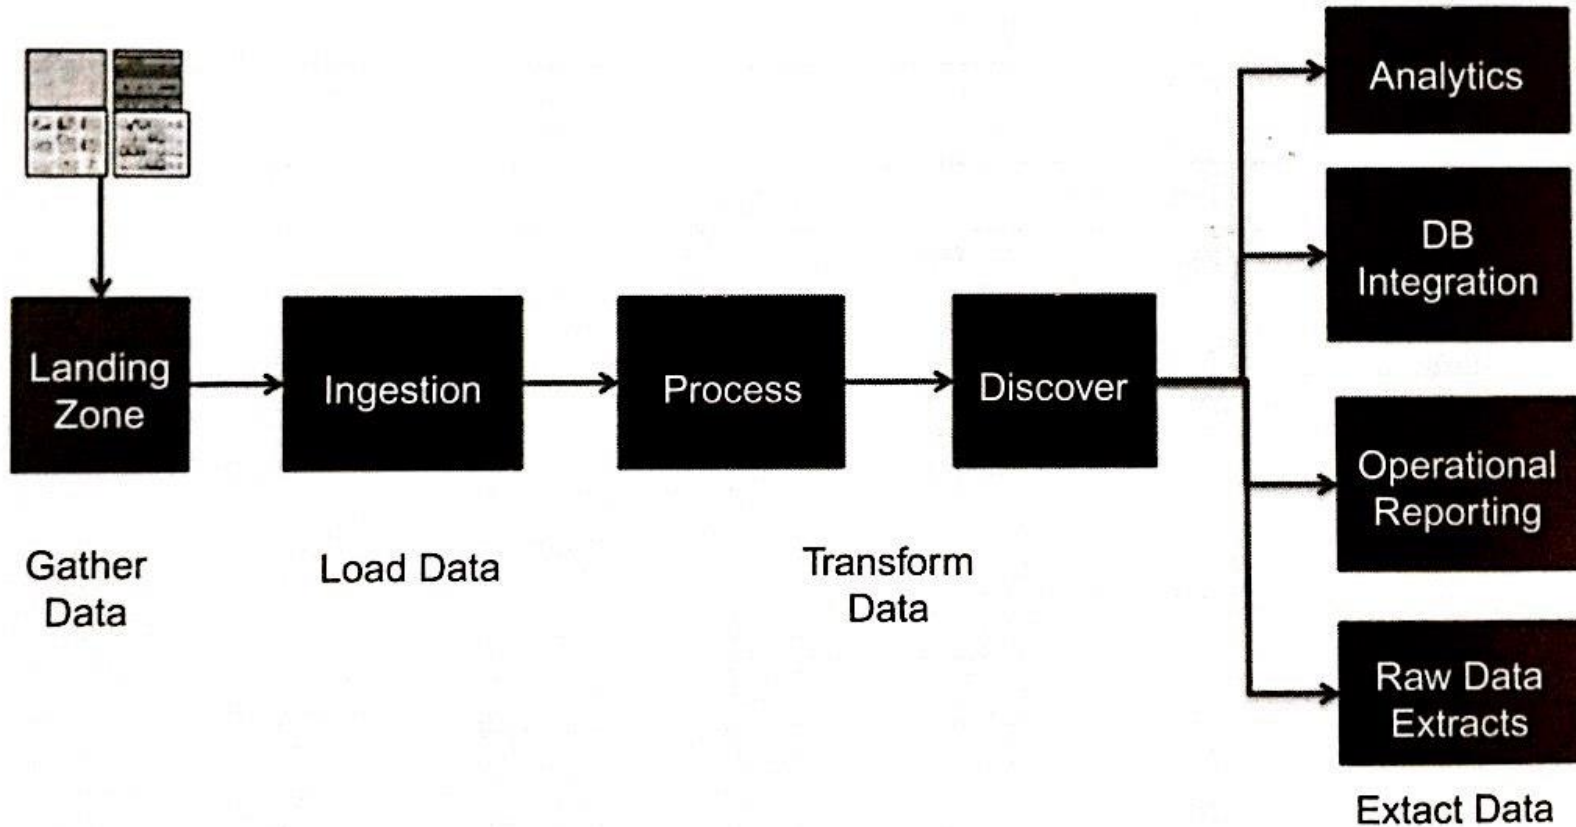 Analytics
DB
Integration
Landing
Zone
Ingestion
Process
Discover
Operational
Reporting
Gather
Data
Load Data
Transform
Data
Raw Data
Extracts
Extact Data